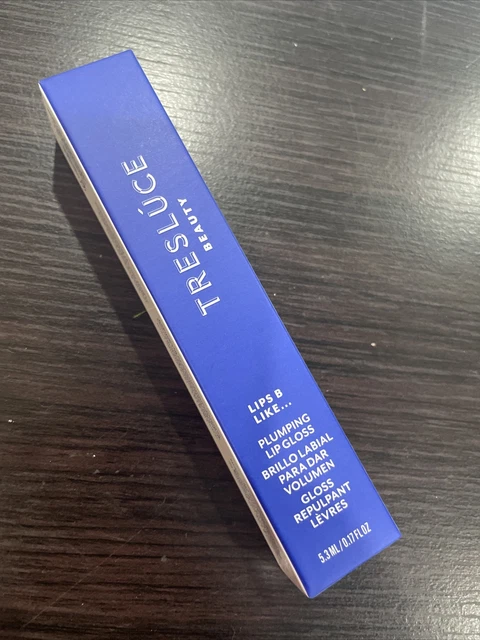 TRESLÚCE
BEAUTY
LIPS B
LIKE...
PLUMPING
LIP GLOSS
BRILLO LABIAL
PARA DAR
VOLUMEN
GLOSS
REPULPANT
LÈVRES
5.3 ML / 0.17 FL OZ